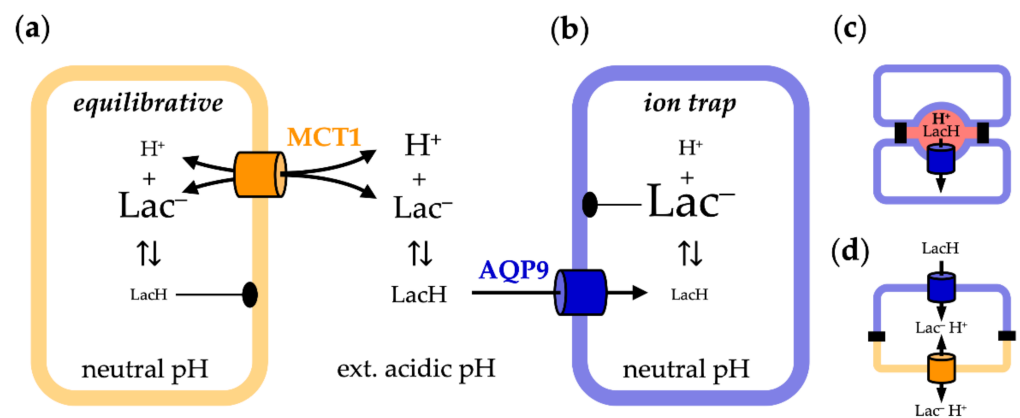 (a)
equilibrative
MCT1
H⁺
+
Lac⁻
⇅
LacH
neutral pH
H⁺
+
Lac⁻
⇅
LacH
ext. acidic pH
AQP9
(b)
ion trap
H⁺
+
Lac⁻
⇅
LacH
neutral pH
(c)
H⁺
LacH
(d)
LacH
Lac⁻ H⁺
Lac⁻ H⁺